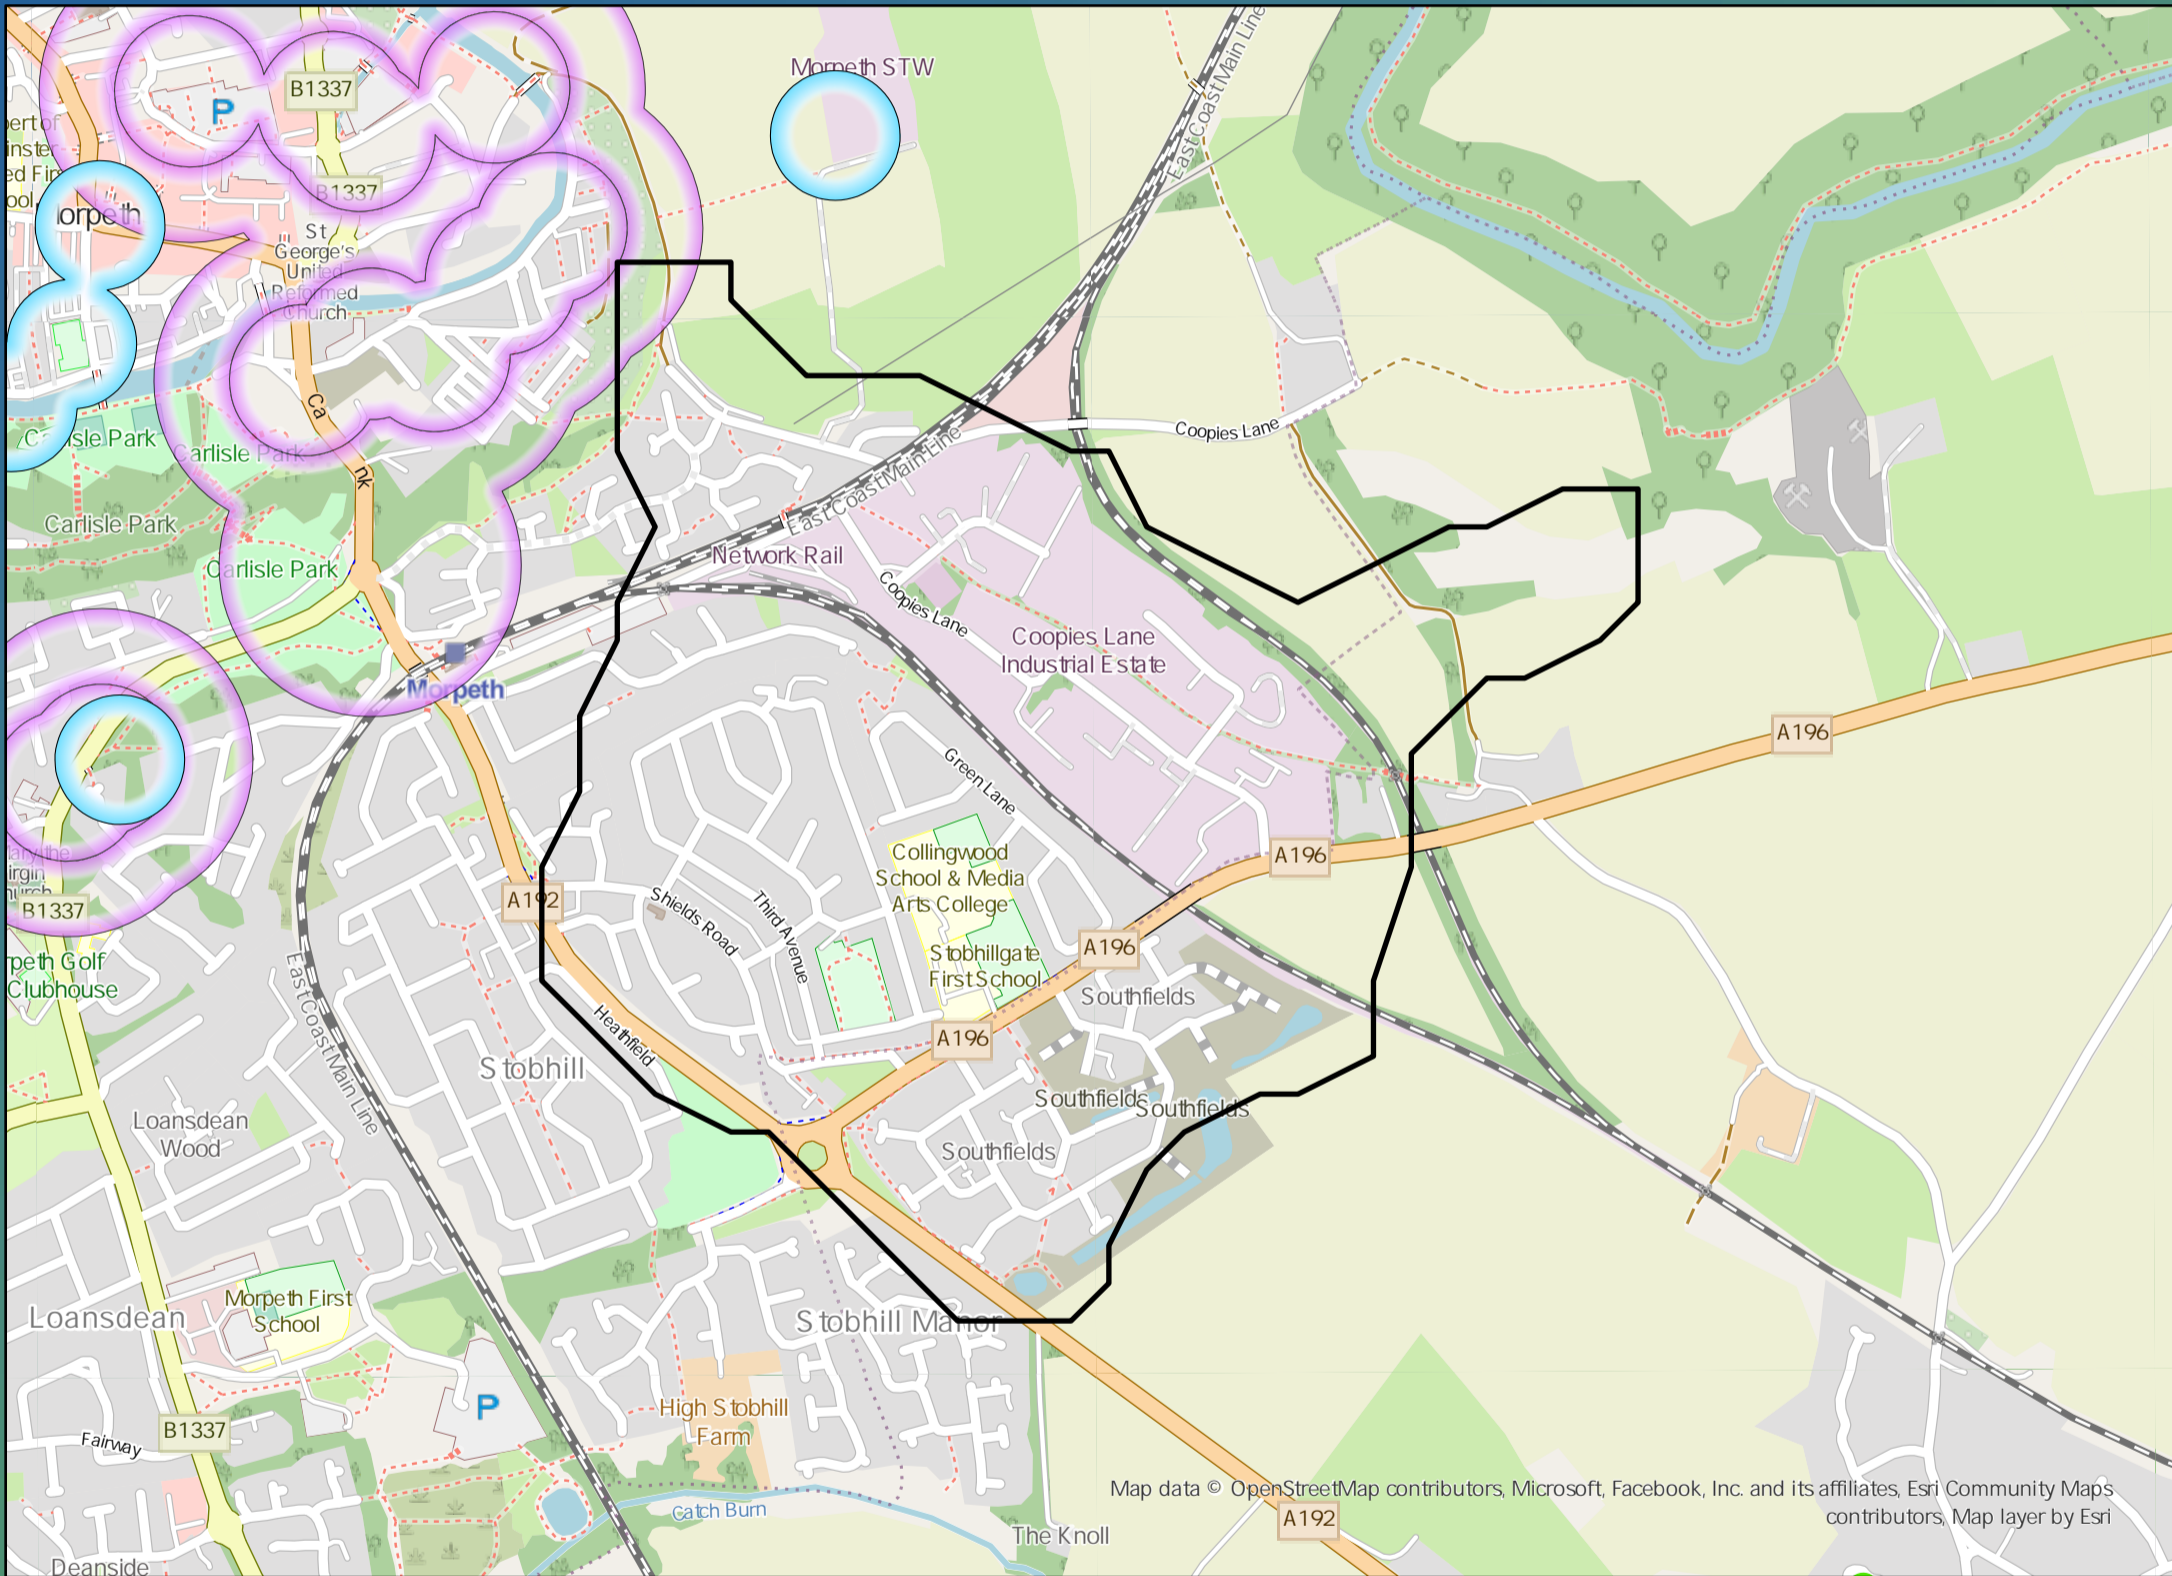 Morpeth STW
East Coast Main Line
B1337
P
B1337
St
George's
United
Reformed
Church
Coopies Lane
Ca
nk
Carlisle Park
Carlisle Park
Carlisle Park
Carlisle Park
East Coast Main Line
Network Rail
Coopies Lane
Coopies Lane
Industrial Estate
Morpeth
A196
Green Lane
Collingwood
School & Media
Arts College
A196
A192
Shields Road
Third Avenue
B1337
A196
Stobhillgate
First School
Southfields
Heathfield
A196
East Coast Main Line
Stobhill
Southfields
Southfields
Loansdean
Wood
Southfields
Morpeth First
School
Loansdean
Stobhill Manor
High Stobhill
Farm
P
B1337
Fairway
Catch Burn
The Knoll
A192
Deanside
Clubhouse
Map data © OpenStreetMap contributors, Microsoft, Facebook, Inc. and its affiliates, Esri Community Maps
contributors, Map layer by Esri